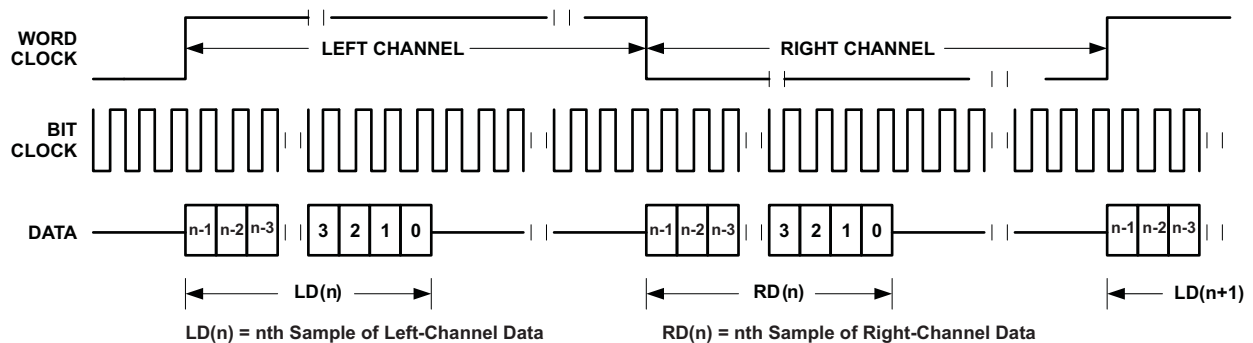 WORD
CLOCK
LEFT CHANNEL
RIGHT CHANNEL
BIT
CLOCK
DATA
n-1 n-2 n-3 3 2 1 0 n-1 n-2 n-3 3 2 1 0 n-1 n-2 n-3
LD(n) RD(n) LD(n+1)
LD(n) = nth Sample of Left-Channel Data
RD(n) = nth Sample of Right-Channel Data